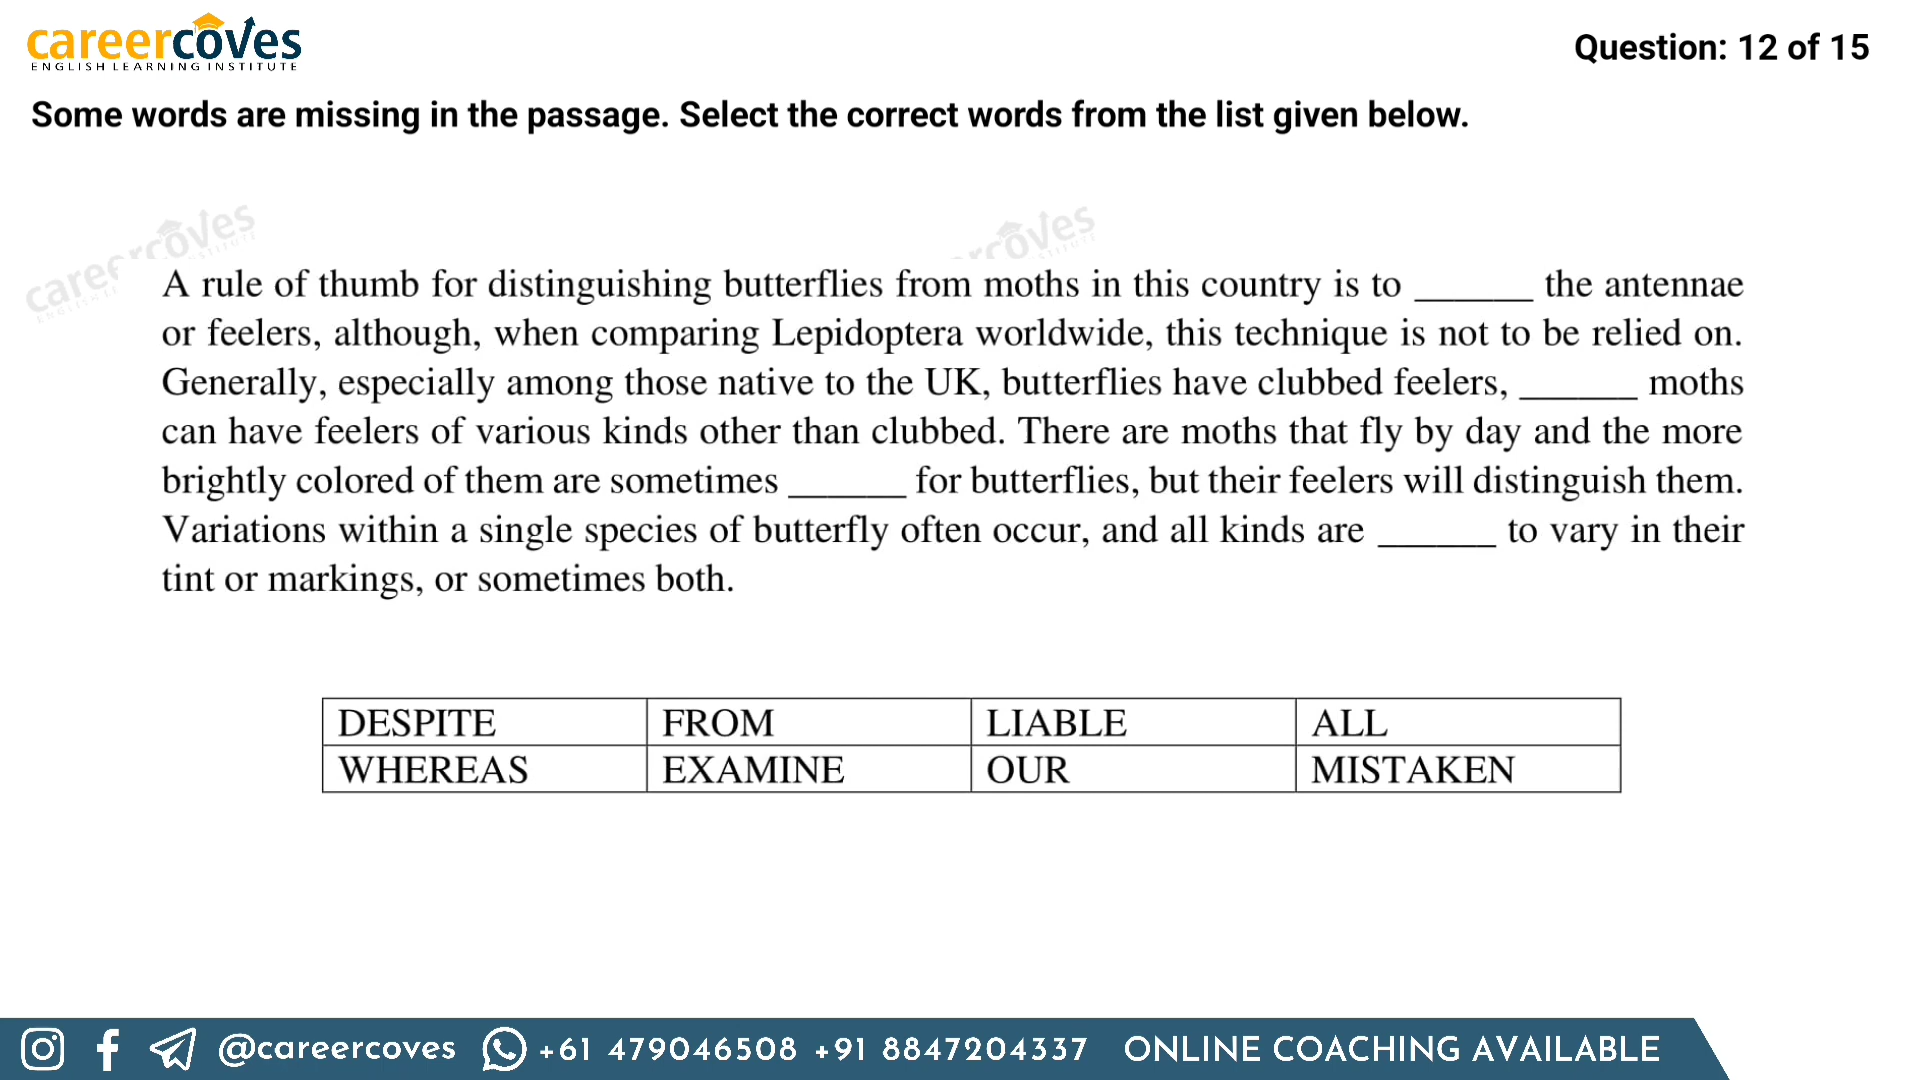 careercoves
ENGLISH LEARNING INSTITUTE
Question: 12 of 15
Some words are missing in the passage. Select the correct words from the list given below.
A rule of thumb for distinguishing butterflies from moths in this country is to ______ the antennae
or feelers, although, when comparing Lepidoptera worldwide, this technique is not to be relied on.
Generally, especially among those native to the UK, butterflies have clubbed feelers, ______ moths
can have feelers of various kinds other than clubbed. There are moths that fly by day and the more
brightly colored of them are sometimes ______ for butterflies, but their feelers will distinguish them.
Variations within a single species of butterfly often occur, and all kinds are ______ to vary in their
tint or markings, or sometimes both.
DESPITE FROM LIABLE ALL
WHEREAS EXAMINE OUR MISTAKEN
@careercoves +61 479046508 +91 8847204337 ONLINE COACHING AVAILABLE